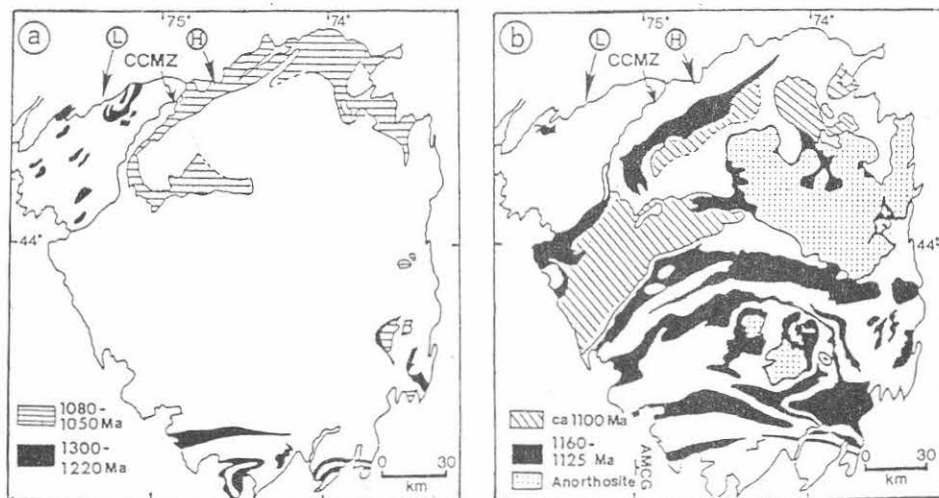 a
75°
74°
L
H
CCMZ
44°
a
SB
1080-
1050 Ma
1300-
1220 Ma
0 30
km
b
75°
74°
L
H
CCMZ
44°
ca 1100 Ma
1160-
1125 Ma
Anorthosite
AMCG
0 30
km